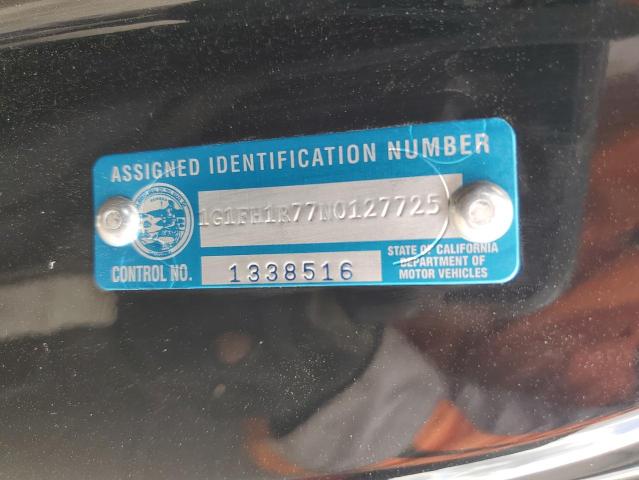 ASSIGNED IDENTIFICATION NUMBER
1G1FH1R77N0127725
CONTROL NO. 1338516
STATE OF CALIFORNIA
DEPARTMENT OF
MOTOR VEHICLES